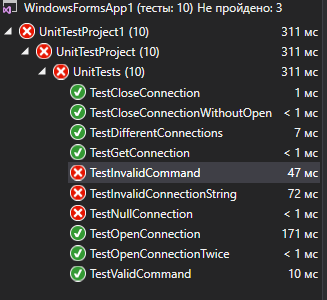 WindowsFormsApp1 (тесты: 10) Не пройдено: 3
UnitTestProject1 (10) 311 мс
UnitTestProject (10) 311 мс
UnitTests (10) 311 мс
TestCloseConnection 1 мс
TestCloseConnectionWithoutOpen < 1 мс
TestDifferentConnections 7 мс
TestGetConnection < 1 мс
TestInvalidCommand 47 мс
TestInvalidConnectionString 72 мс
TestNullConnection < 1 мс
TestOpenConnection 171 мс
TestOpenConnectionTwice < 1 мс
TestValidCommand 10 мс